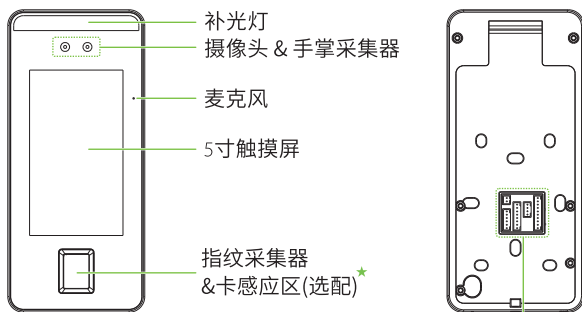 补光灯
摄像头 & 手掌采集器
麦克风
5寸触摸屏
指纹采集器
&卡感应区(选配)★